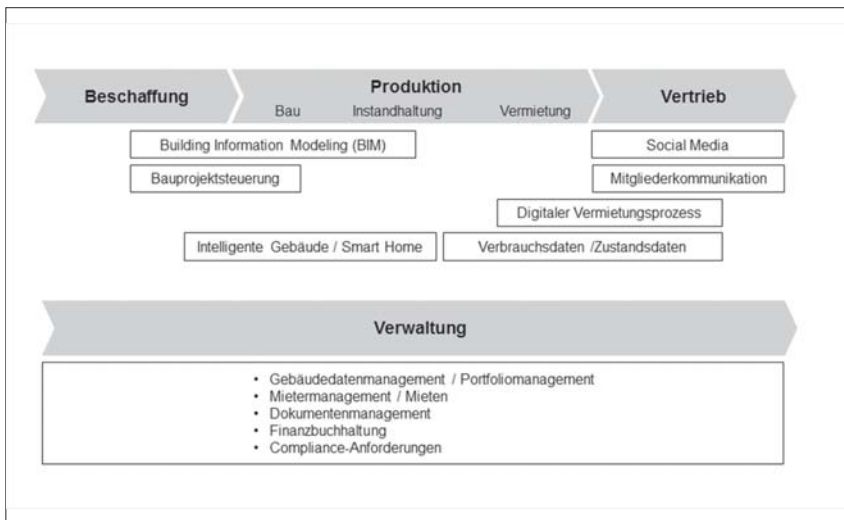 Beschaffung
Produktion
Bau Instandhaltung Vermietung
Vertrieb
Building Information Modeling (BIM)
Social Media
Bauprojektsteuerung
Mitgliederkommunikation
Digitaler Vermietungsprozess
Intelligente Gebäude / Smart Home
Verbrauchsdaten /Zustandsdaten
Verwaltung
• Gebäudedatenmanagement / Portfoliomanagement
• Mietermanagement / Mieten
• Dokumentenmanagement
• Finanzbuchhaltung
• Compliance-Anforderungen